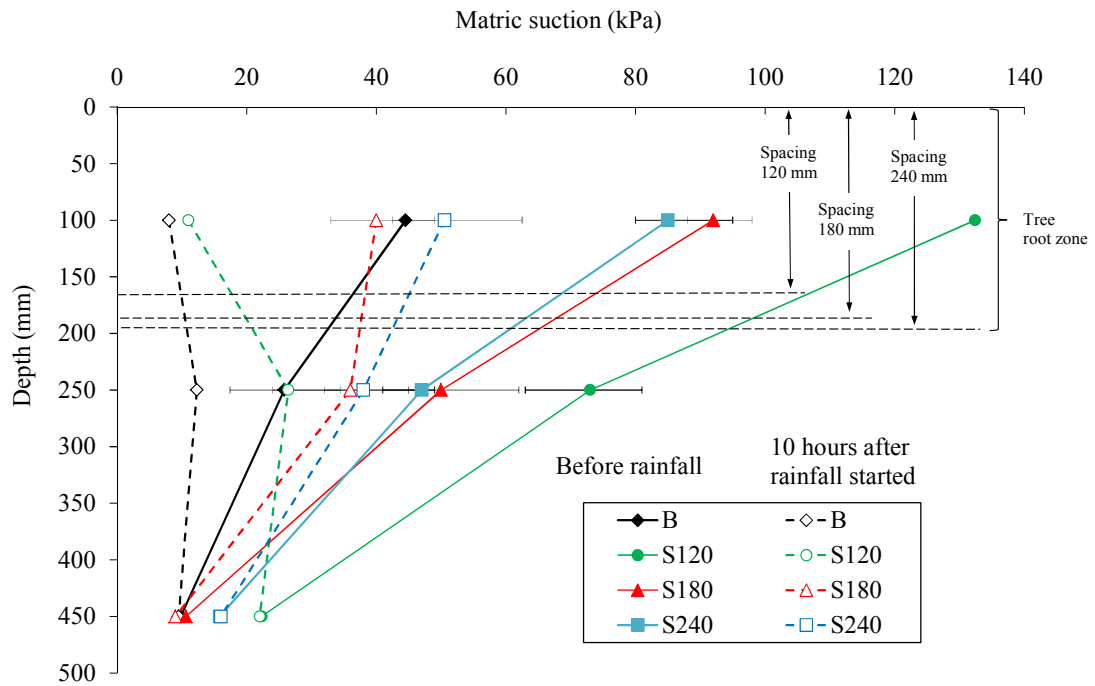 Matric suction (kPa)
0 20 40 60 80 100 120 140
0
50
100
150
200
250
300
350
400
450
500
Depth (mm)
Spacing
120 mm
Spacing
180 mm
Spacing
240 mm
Tree
root zone
Before rainfall
10 hours after
rainfall started
B B
S120 S120
S180 S180
S240 S240